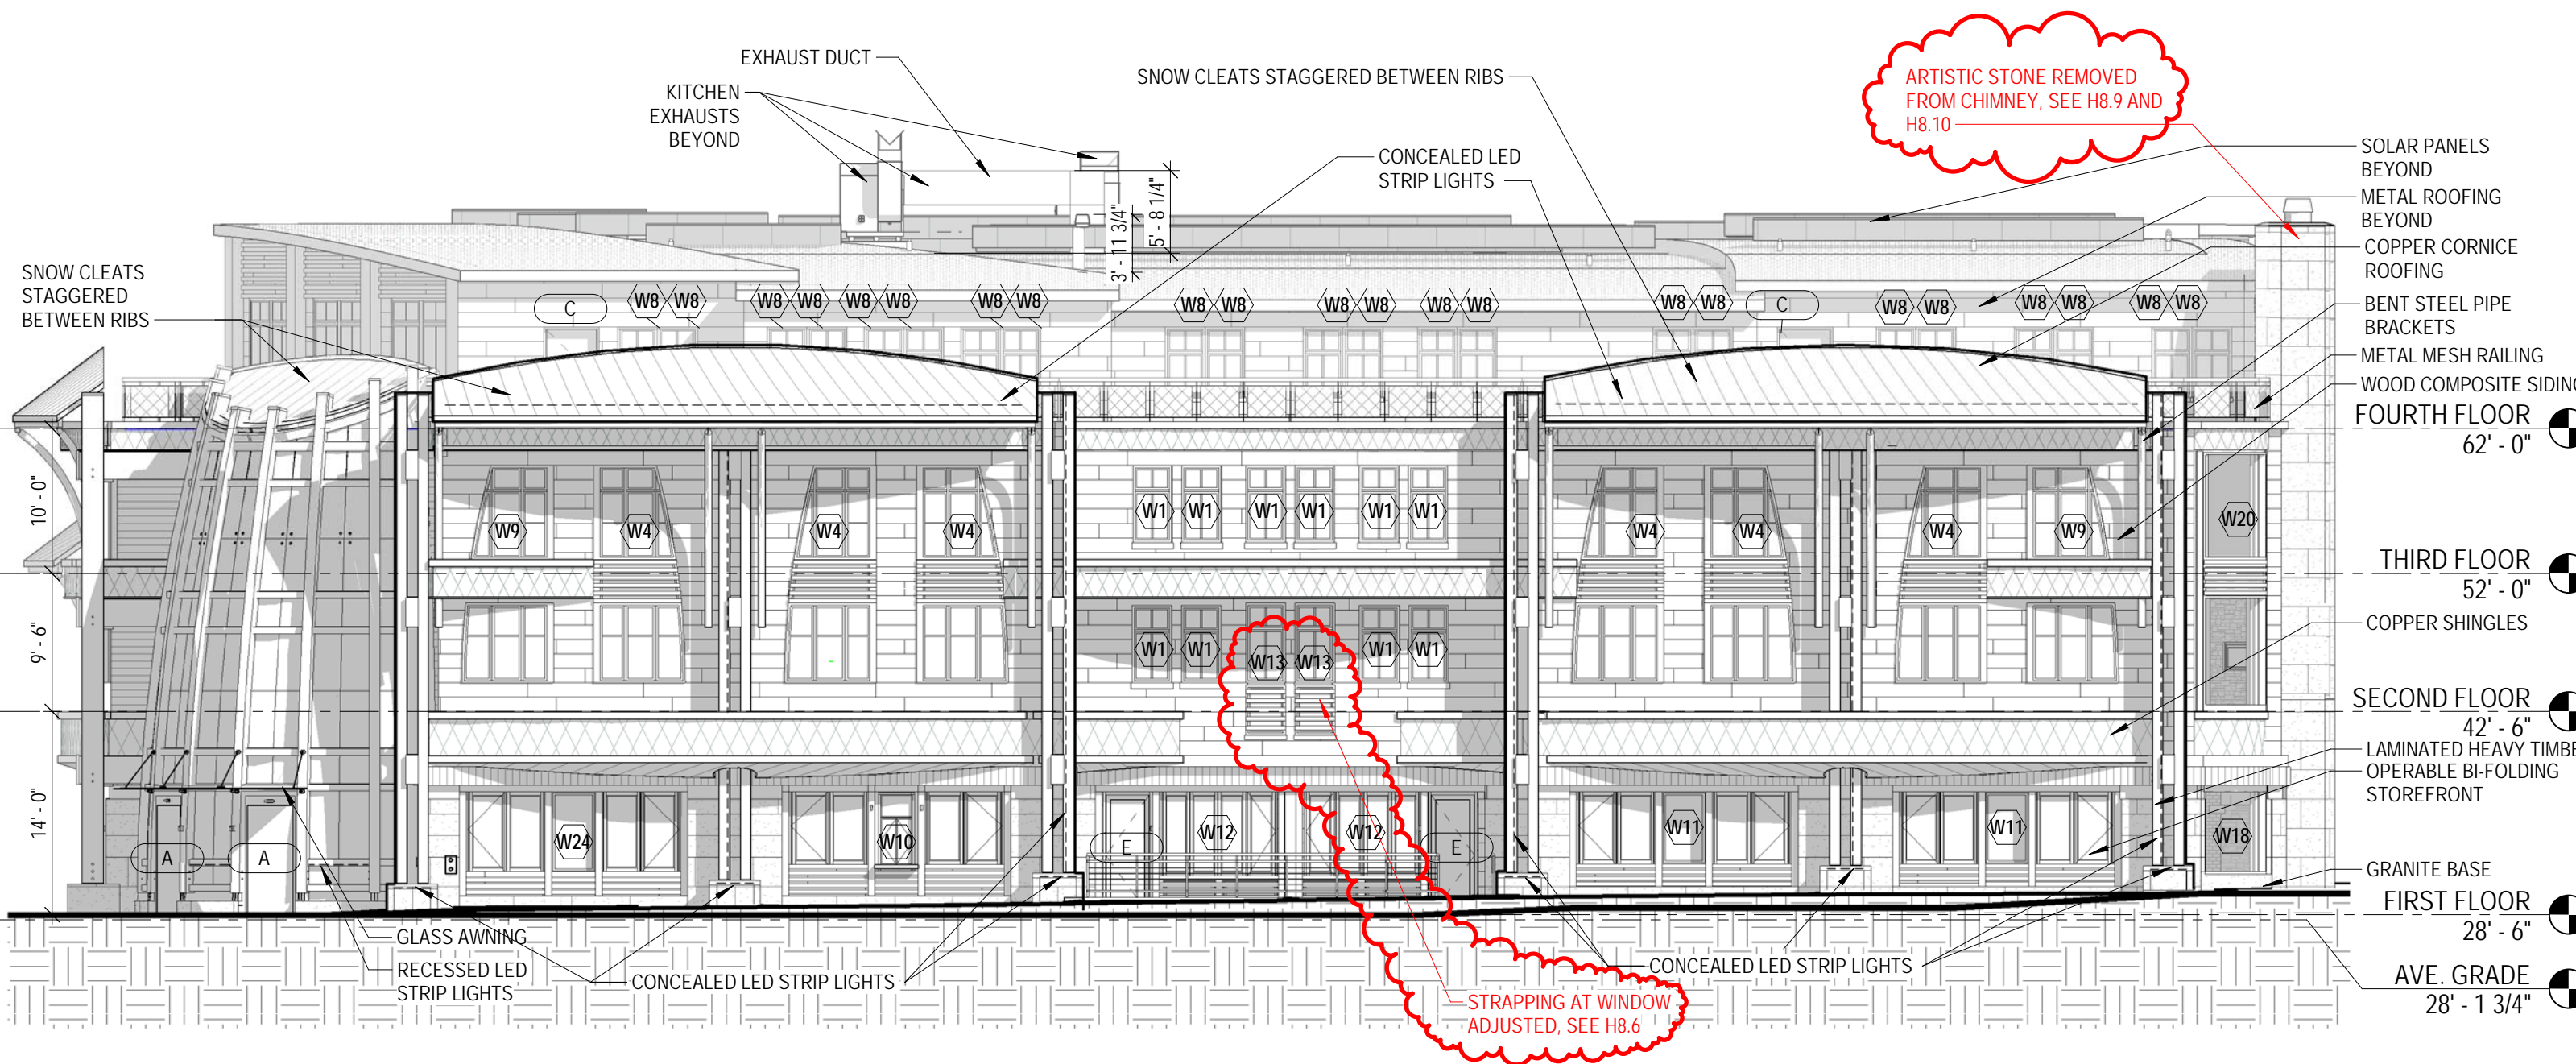 EXHAUST DUCT
KITCHEN
EXHAUSTS
BEYOND
SNOW CLEATS STAGGERED BETWEEN RIBS
CONCEALED LED
STRIP LIGHTS
ARTISTIC STONE REMOVED
FROM CHIMNEY, SEE H8.9 AND
H8.10
SOLAR PANELS
BEYOND
METAL ROOFING
BEYOND
COPPER CORNICE
ROOFING
BENT STEEL PIPE
BRACKETS
METAL MESH RAILING
WOOD COMPOSITE SIDING
SNOW CLEATS
STAGGERED
BETWEEN RIBS
3' - 11 3/4"
5' - 8 1/4"
C W8 W8 W8 W8 W8 W8 W8 W8 W8 W8 W8 W8 W8 W8 W8 W8 C W8 W8 W8 W8 W8 W8
FOURTH FLOOR
62' - 0"
10' - 0"
W9 W4 W4 W4 W1 W1 W1 W1 W1 W1 W4 W4 W4 W9 W20
THIRD FLOOR
52' - 0"
9' - 6"
COPPER SHINGLES
W1 W1 W13 W13 W1 W1
SECOND FLOOR
42' - 6"
LAMINATED HEAVY TIMBE
OPERABLE BI-FOLDING
STOREFRONT
14' - 0"
A A W24 W10 E W12 W12 E W11 W11 W18
GRANITE BASE
FIRST FLOOR
28' - 6"
GLASS AWNING
RECESSED LED
STRIP LIGHTS
CONCEALED LED STRIP LIGHTS
CONCEALED LED STRIP LIGHTS
STRAPPING AT WINDOW
ADJUSTED, SEE H8.6
AVE. GRADE
28' - 1 3/4"